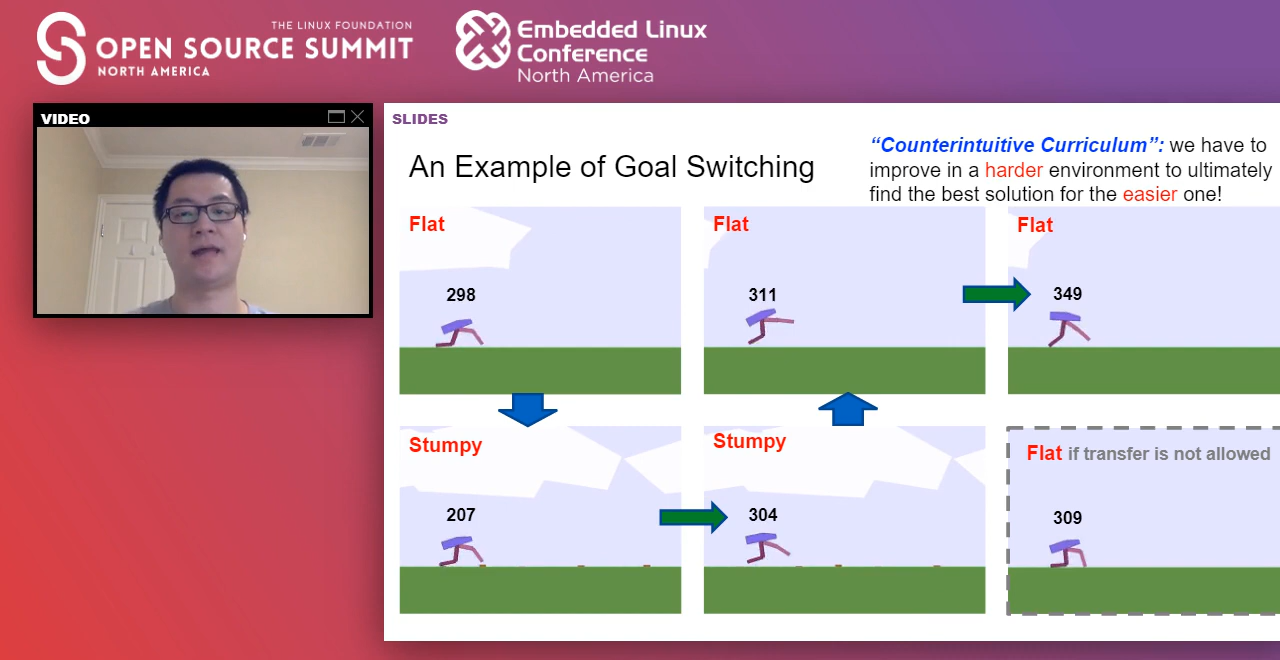 THE LINUX FOUNDATION
OPEN SOURCE SUMMIT
NORTH AMERICA
Embedded Linux
Conference
North America
VIDEO
SLIDES
An Example of Goal Switching
“Counterintuitive Curriculum”: we have to
improve in a harder environment to ultimately
find the best solution for the easier one!
Flat
298
Flat
311
Flat
349
Stumpy
207
Stumpy
304
Flat if transfer is not allowed
309